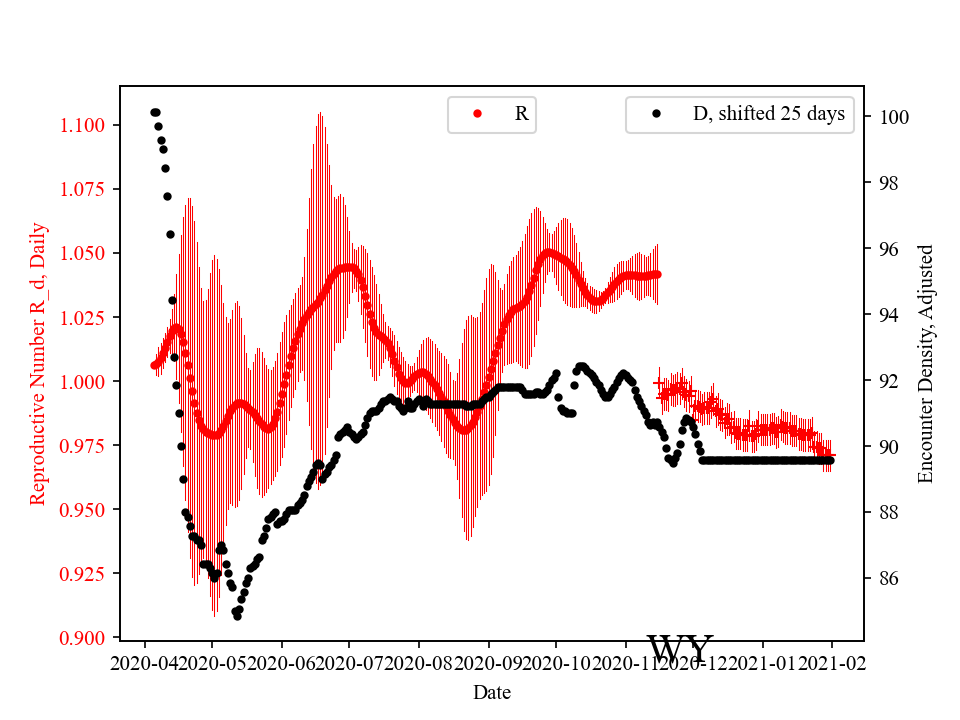 R
D, shifted 25 days
1.100
1.075
1.050
1.025
1.000
0.975
0.950
0.925
0.900
Reproductive Number R_d, Daily
100
98
96
94
92
90
88
86
Encounter Density, Adjusted
WY
2020-04 2020-05 2020-06 2020-07 2020-08 2020-09 2020-10 2020-11 2020-12 2021-01 2021-02
Date